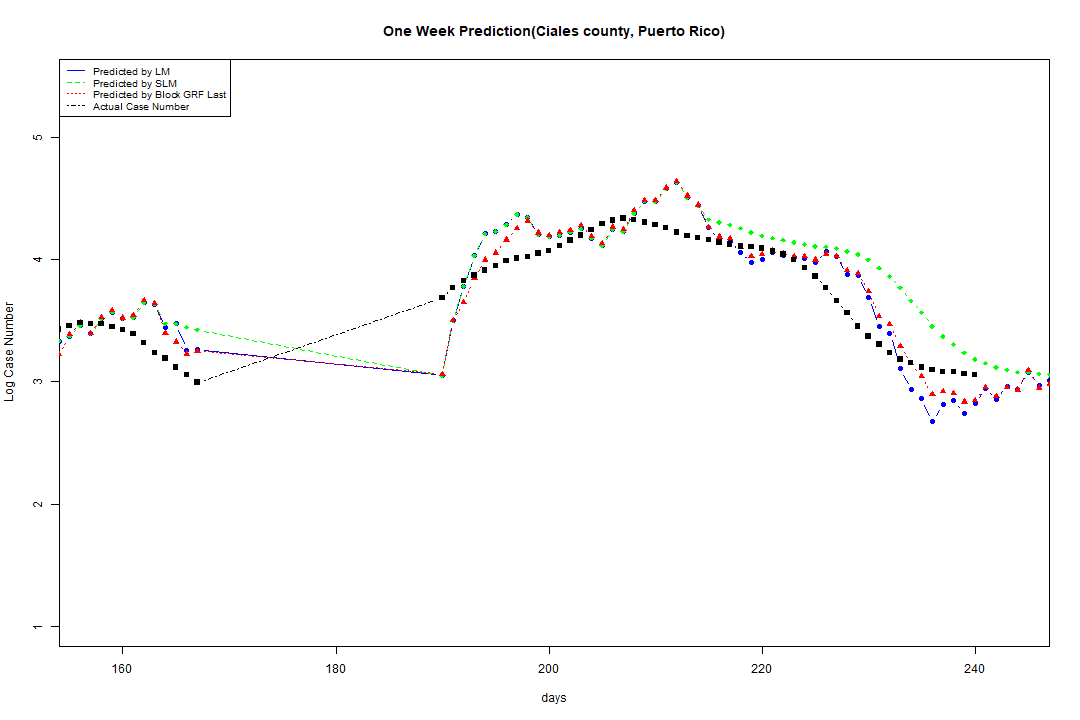 One Week Prediction(Ciales county, Puerto Rico)
Predicted by LM
Predicted by SLM
Predicted by Block GRF Last
Actual Case Number
5
4
3
2
1
Log Case Number
160
180
200
220
240
days